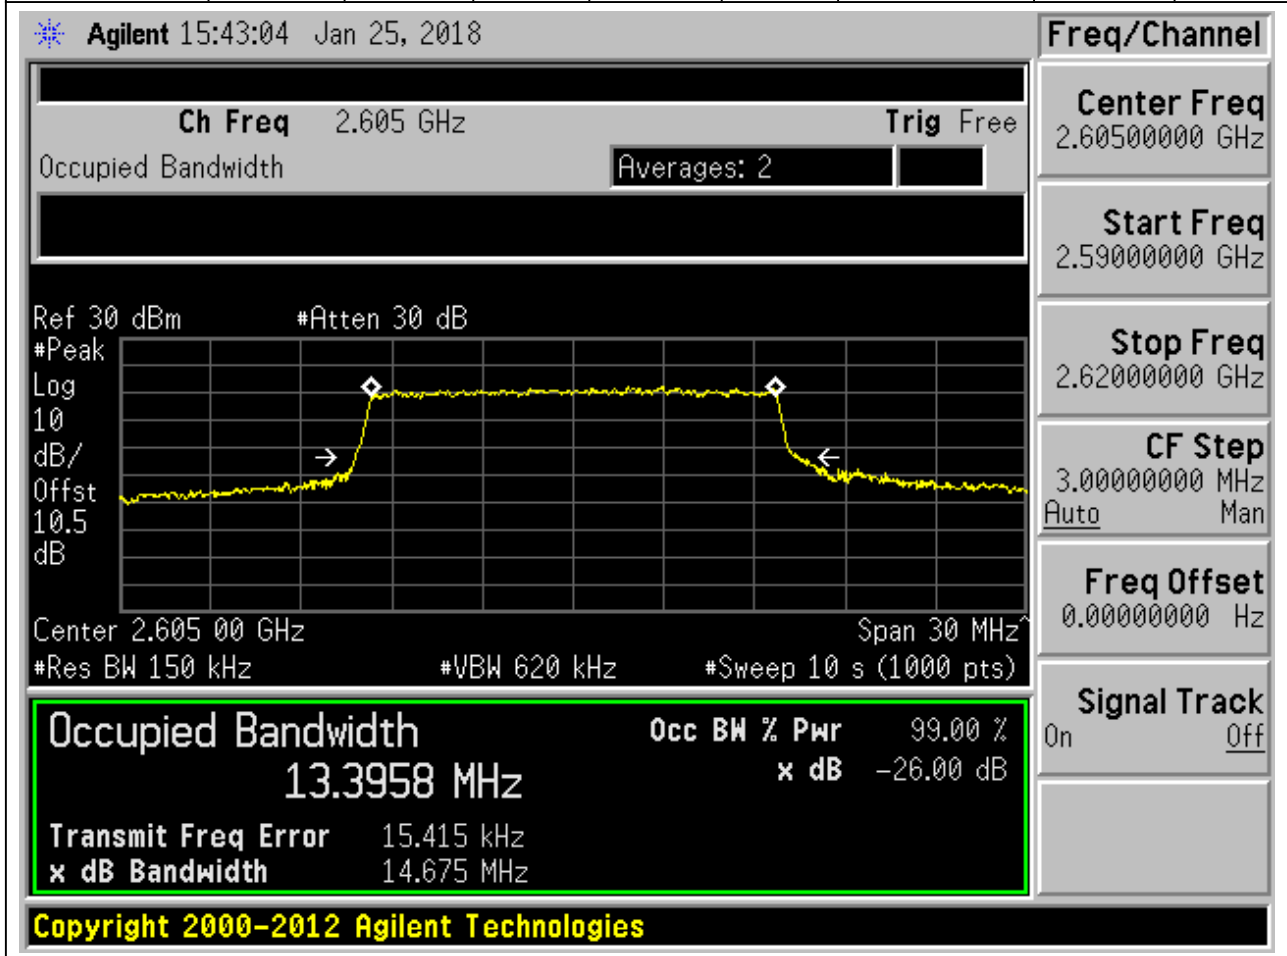 Agilent 15:43:04 Jan 25, 2018
Freq/Channel
Ch Freq 2.605 GHz Trig Free
Occupied Bandwidth Averages: 2
Center Freq
2.60500000 GHz
Start Freq
2.59000000 GHz
Stop Freq
2.62000000 GHz
CF Step
3.00000000 MHz
Auto Man
Freq Offset
0.00000000 Hz
Signal Track
On Off
Ref 30 dBm #Atten 30 dB
#Peak
Log
10
dB/
Offst
10.5
dB
Center 2.605 00 GHz Span 30 MHz^
#Res BW 150 kHz #VBW 620 kHz #Sweep 10 s (1000 pts)
Occupied Bandwidth Occ BW % Pwr 99.00 %
13.3958 MHz x dB -26.00 dB
Transmit Freq Error 15.415 kHz
x dB Bandwidth 14.675 MHz
Copyright 2000-2012 Agilent Technologies